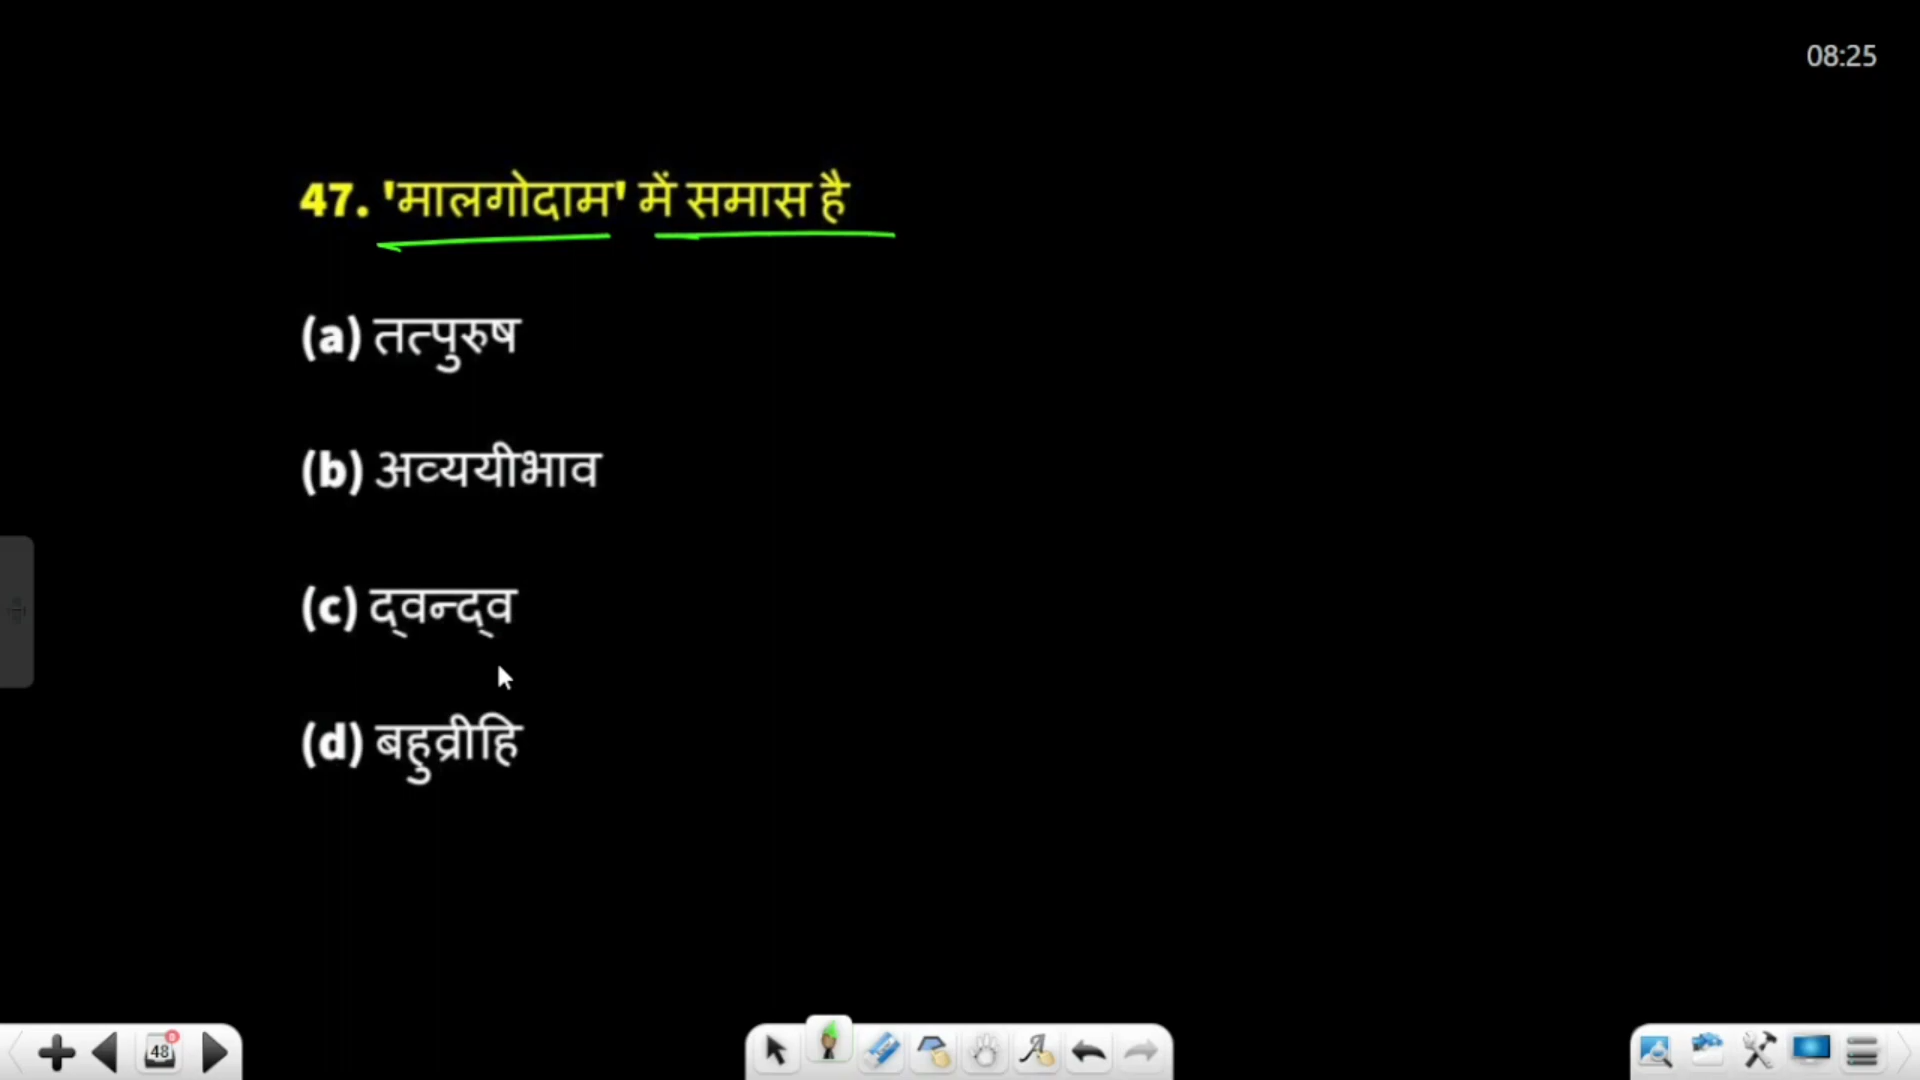 08:25
47. 'मालगोदाम' में समास है
(a) तत्पुरुष
(b) अव्ययीभाव
(c) द्‌वन्द्‌व
(d) बहुव्रीहि
48